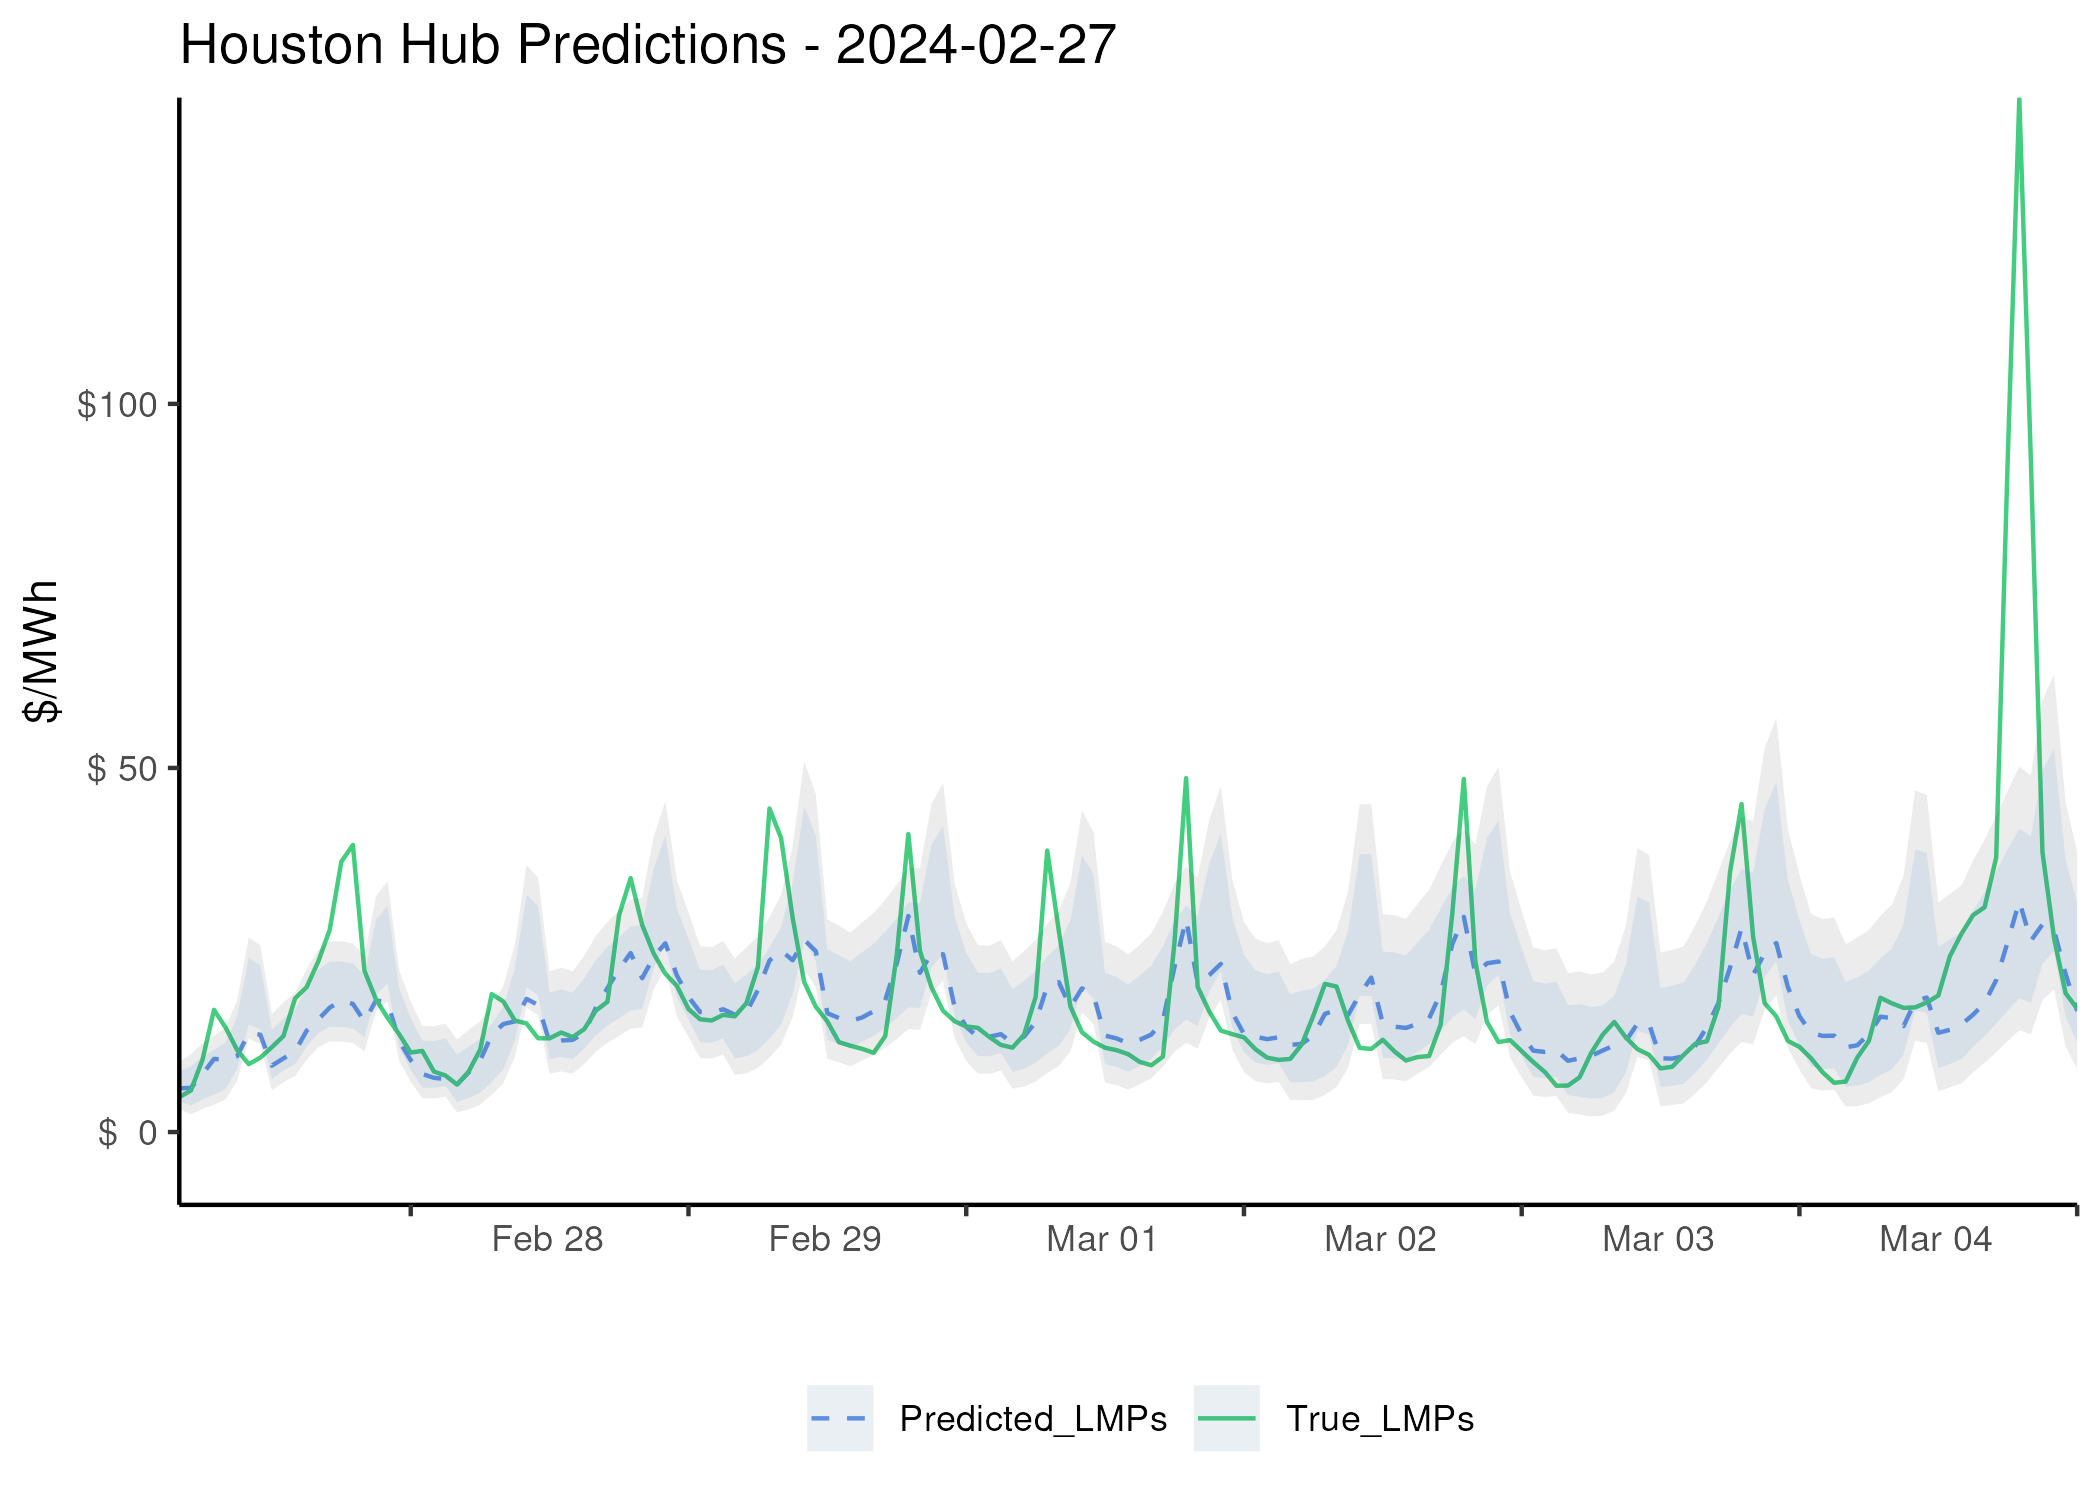 Houston Hub Predictions - 2024-02-27
$/MWh
$100
$ 50
$  0
Feb 28
Feb 29
Mar 01
Mar 02
Mar 03
Mar 04
Predicted_LMPs
True_LMPs